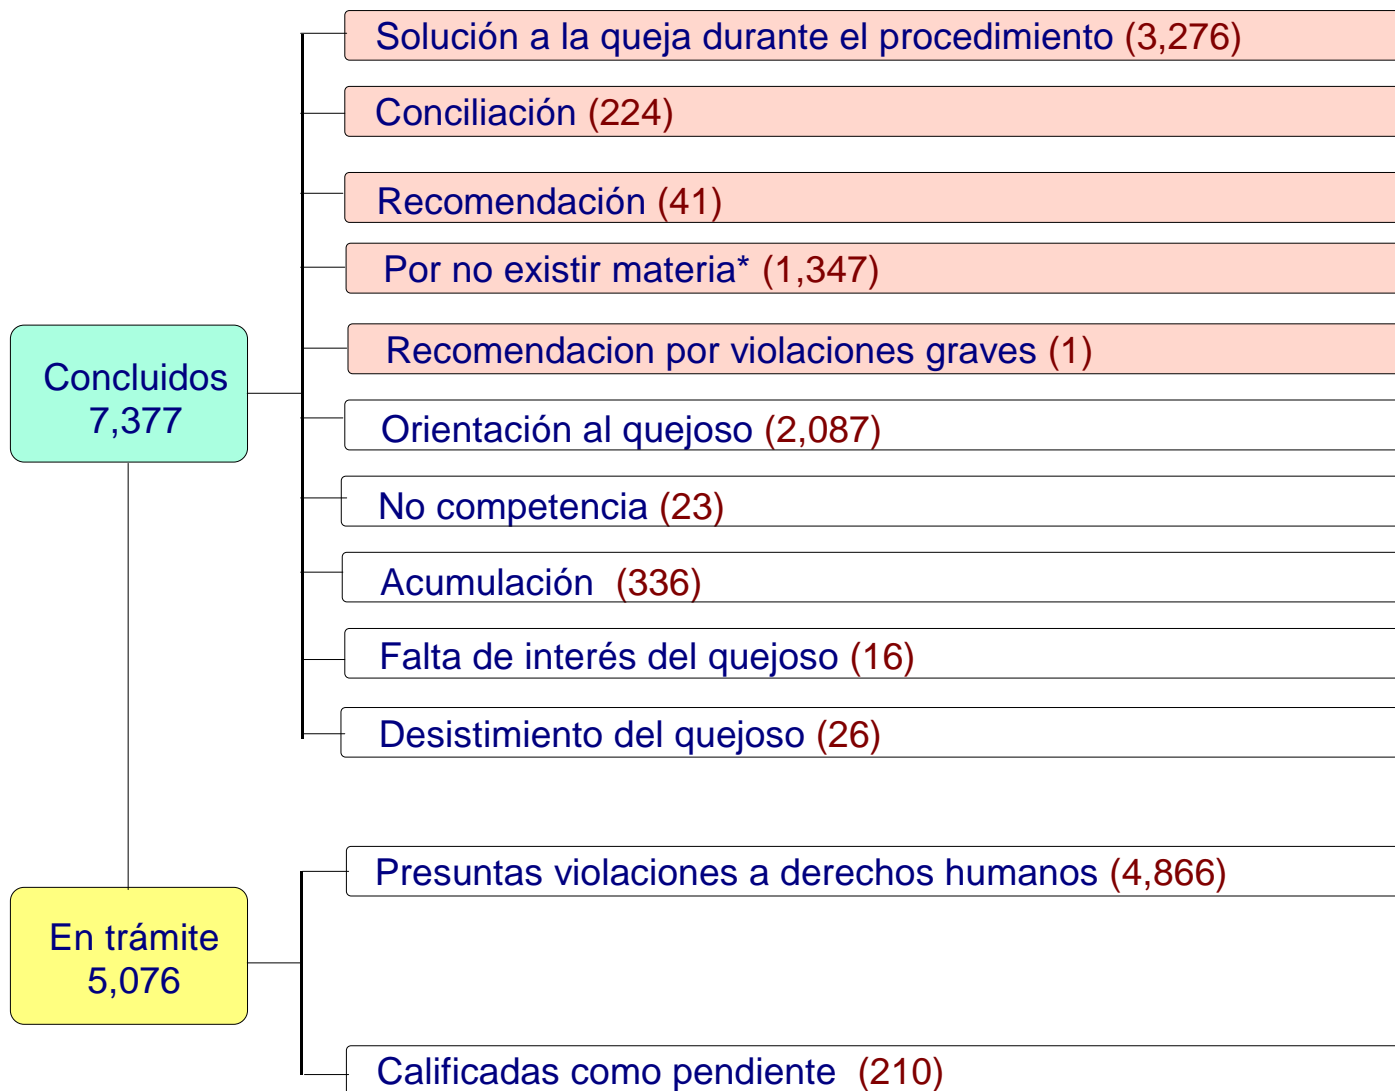 Solución a la queja durante el procedimiento (3,276)
Conciliación (224)
Recomendación (41)
Por no existir materia* (1,347)
Recomendacion por violaciones graves (1)
Concluidos
7,377
Orientación al quejoso (2,087)
No competencia (23)
Acumulación (336)
Falta de interés del quejoso (16)
Desistimiento del quejoso (26)
Presuntas violaciones a derechos humanos (4,866)
En trámite
5,076
Calificadas como pendiente (210)